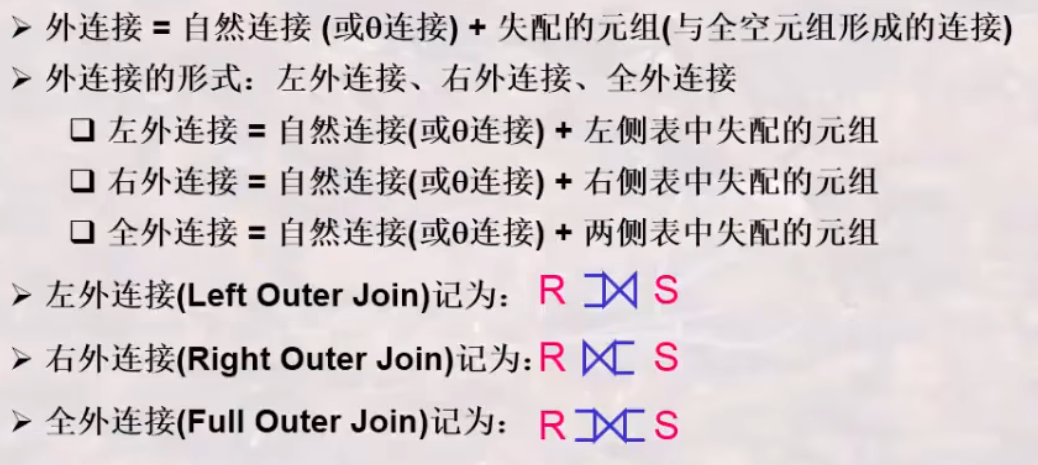 ➢ 外连接 = 自然连接 (或θ连接) + 失配的元组(与全空元组形成的连接)
➢ 外连接的形式：左外连接、右外连接、全外连接
❑ 左外连接 = 自然连接(或θ连接) + 左侧表中失配的元组
❑ 右外连接 = 自然连接(或θ连接) + 右侧表中失配的元组
❑ 全外连接 = 自然连接(或θ连接) + 两侧表中失配的元组
➢ 左外连接(Left Outer Join)记为： R ⟕ S
➢ 右外连接(Right Outer Join)记为：R ⟖ S
➢ 全外连接(Full Outer Join)记为： R ⟗ S